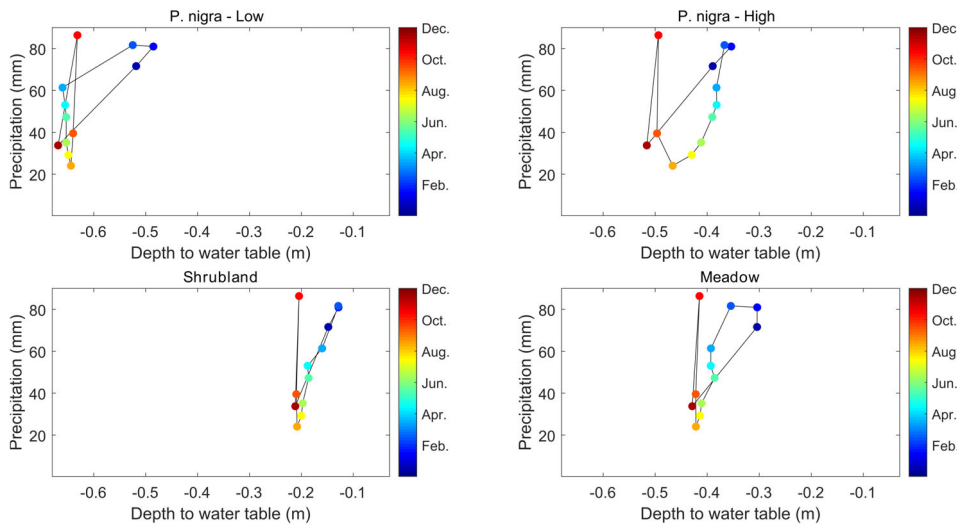 P. nigra - Low
Precipitation (mm)
80
60
40
20
-0.6 -0.5 -0.4 -0.3 -0.2 -0.1
Depth to water table (m)
Dec.
Oct.
Aug.
Jun.
Apr.
Feb.
P. nigra - High
Precipitation (mm)
80
60
40
20
-0.6 -0.5 -0.4 -0.3 -0.2 -0.1
Depth to water table (m)
Dec.
Oct.
Aug.
Jun.
Apr.
Feb.
Shrubland
Precipitation (mm)
80
60
40
20
-0.6 -0.5 -0.4 -0.3 -0.2 -0.1
Depth to water table (m)
Dec.
Oct.
Aug.
Jun.
Apr.
Feb.
Meadow
Precipitation (mm)
80
60
40
20
-0.6 -0.5 -0.4 -0.3 -0.2 -0.1
Depth to water table (m)
Dec.
Oct.
Aug.
Jun.
Apr.
Feb.